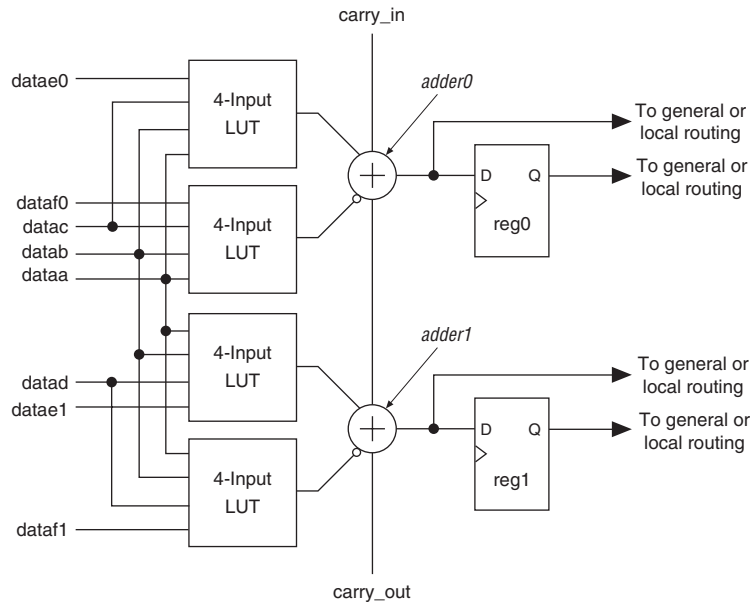 carry_in
adder0
datae0
4-Input
LUT
To general or
local routing
D Q
reg0
To general or
local routing
dataf0
datac
datab
dataa
4-Input
LUT
adder1
4-Input
LUT
To general or
local routing
datad
datae1
D Q
reg1
To general or
local routing
4-Input
LUT
dataf1
carry_out